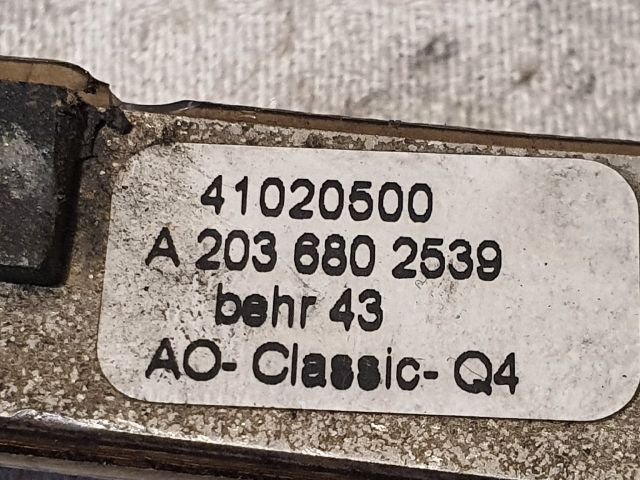 41020500
A 203 680 2539
behr 43
AO- Classic- Q4